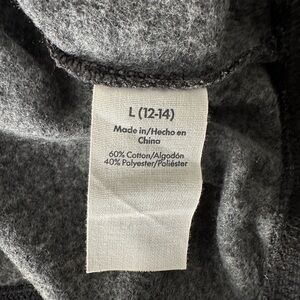 L (12-14)
Made in/Hecho en
China
60% Cotton/Algodón
40% Polyester/Poliéster